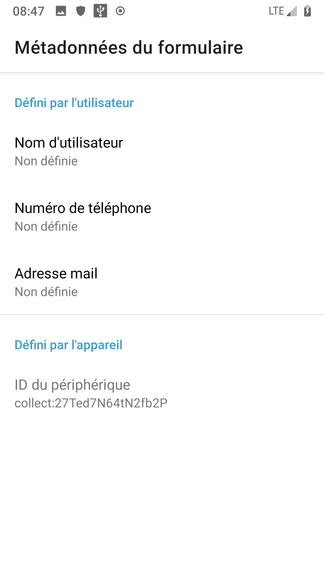 08:47
LTE
Métadonnées du formulaire
Défini par l'utilisateur
Nom d'utilisateur
Non définie
Numéro de téléphone
Non définie
Adresse mail
Non définie
Défini par l'appareil
ID du périphérique
collect:27Ted7N64tN2fb2P